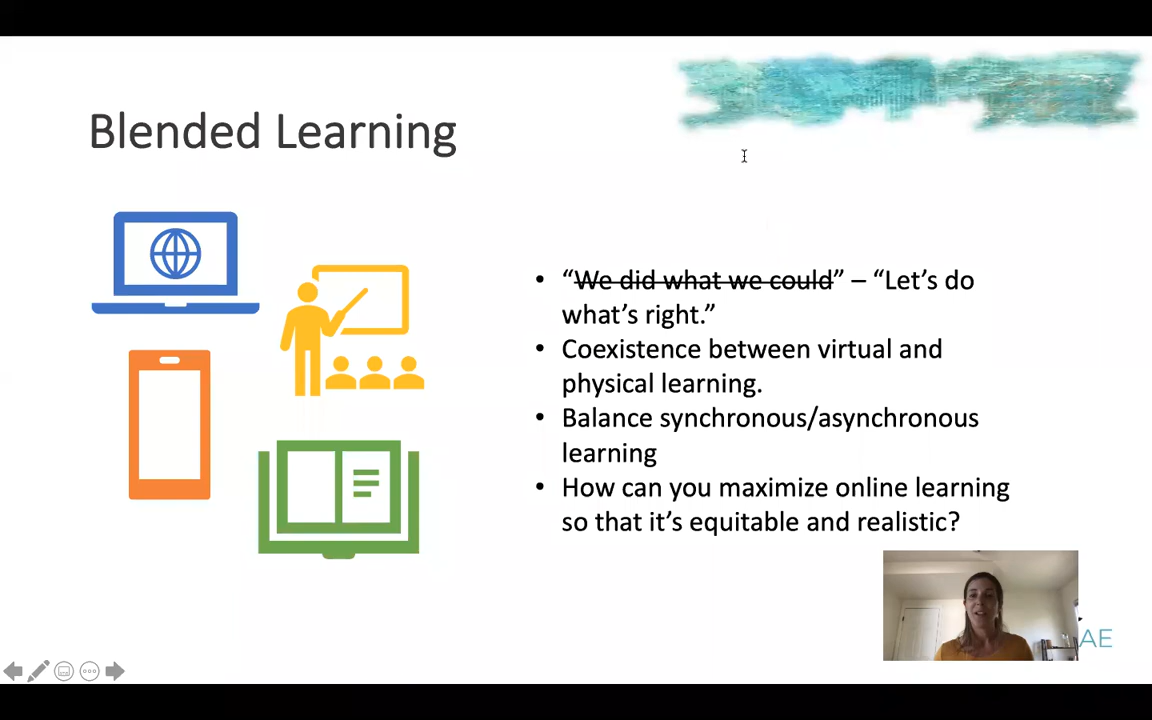 Blended Learning
• “We did what we could” – “Let’s do
what’s right.”
• Coexistence between virtual and
physical learning.
• Balance synchronous/asynchronous
learning
• How can you maximize online learning
so that it’s equitable and realistic?
AE